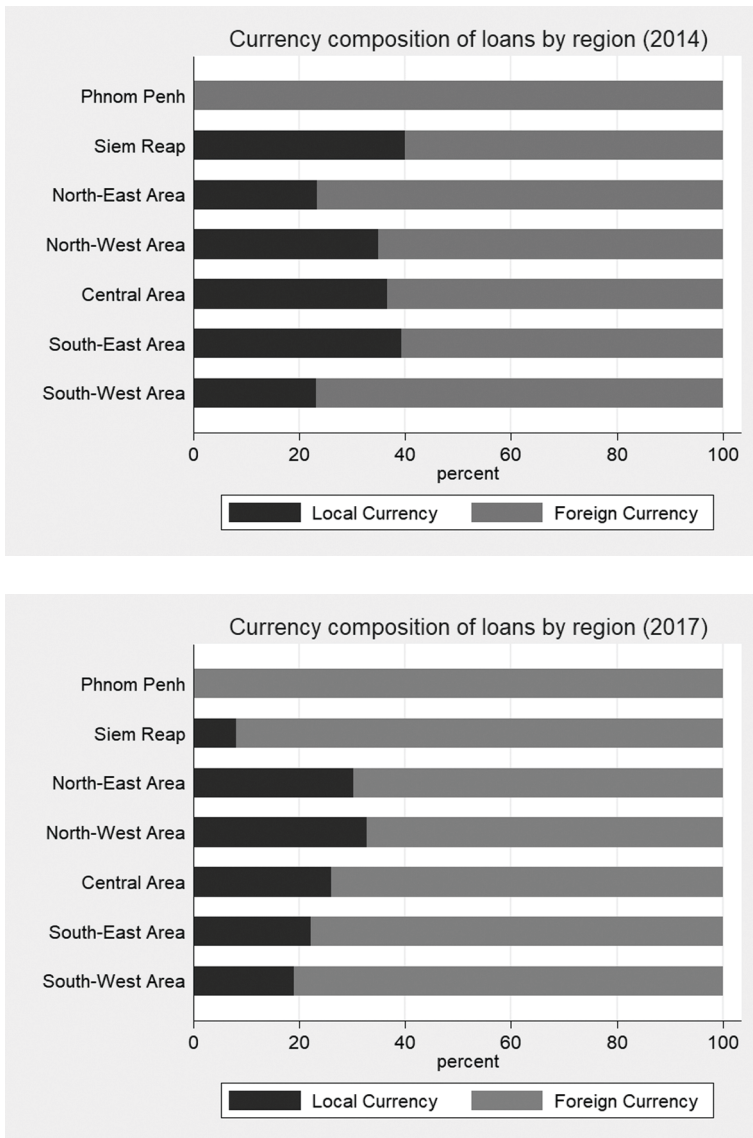 Currency composition of loans by region (2014)
Phnom Penh
Siem Reap
North-East Area
North-West Area
Central Area
South-East Area
South-West Area
0 20 40 60 80 100
percent
Local Currency Foreign Currency
Currency composition of loans by region (2017)
Phnom Penh
Siem Reap
North-East Area
North-West Area
Central Area
South-East Area
South-West Area
0 20 40 60 80 100
percent
Local Currency Foreign Currency